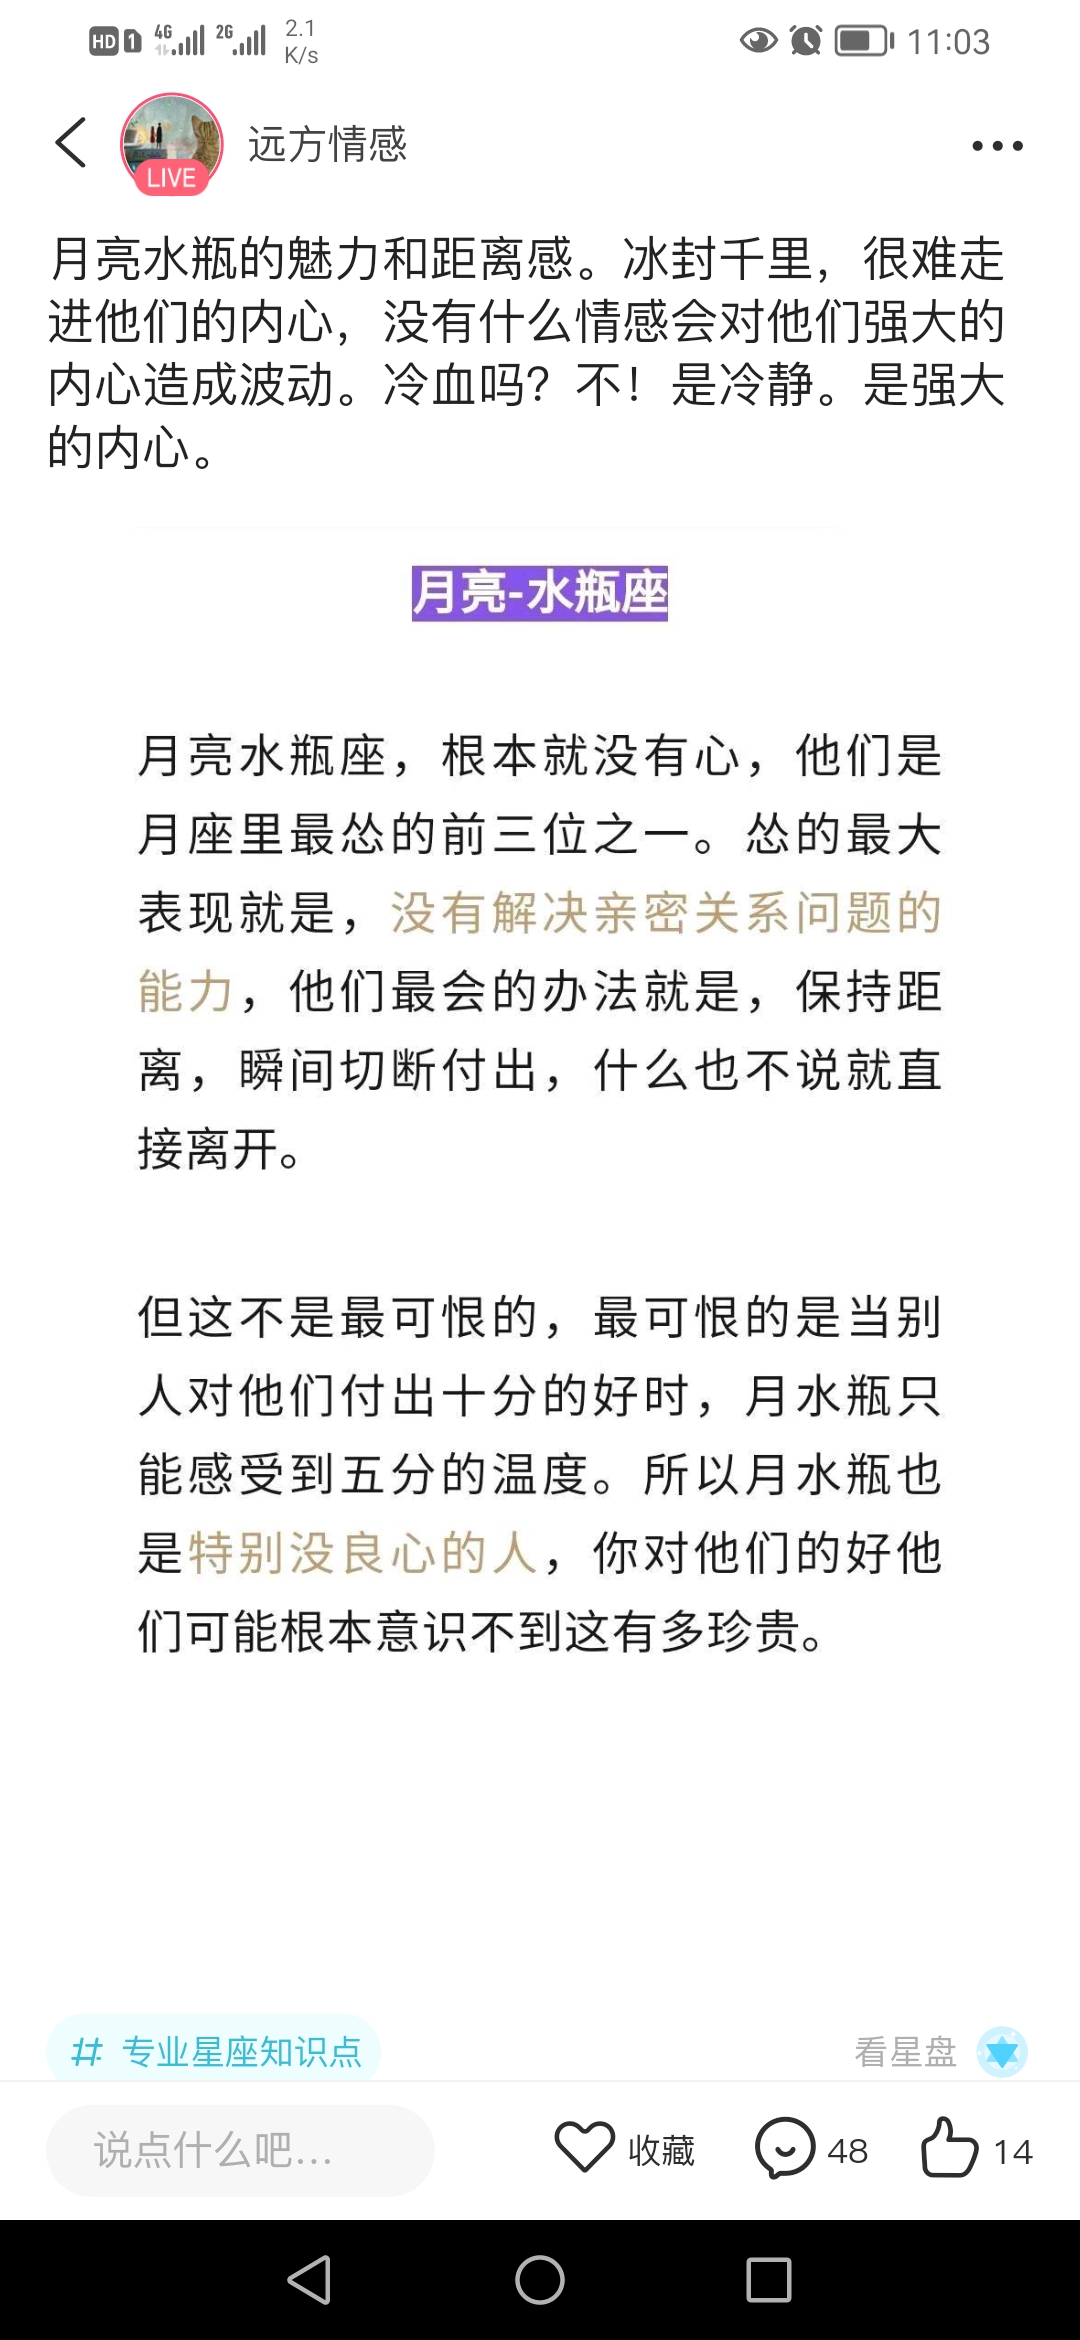 HD 1 4G 2G 2.1 K/s 11:03
LIVE 远方情感
月亮水瓶的魅力和距离感。冰封千里，很难走
进他们的内心，没有什么情感会对他们强大的
内心造成波动。冷血吗？不！是冷静。是强大
的内心。
月亮-水瓶座
月亮水瓶座，根本就没有心，他们是
月座里最怂的前三位之一。怂的最大
表现就是，没有解决亲密关系问题的
能力，他们最会的办法就是，保持距
离，瞬间切断付出，什么也不说就直
接离开。
但这不是最可恨的，最可恨的是当别
人对他们付出十分的好时，月水瓶只
能感受到五分的温度。所以月水瓶也
是特别没良心的人，你对他们的好他
们可能根本意识不到这有多珍贵。
# 专业星座知识点 看星盘
说点什么吧... 收藏 48 14